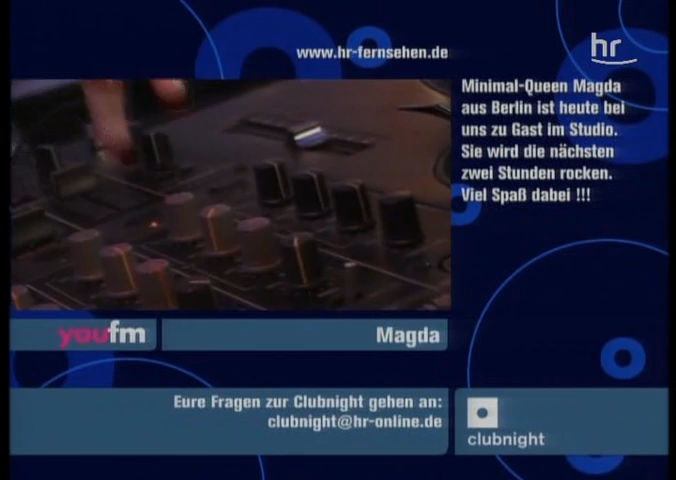 www.hr-fernsehen.de
hr
Minimal-Queen Magda
aus Berlin ist heute bei
uns zu Gast im Studio.
Sie wird die nächsten
zwei Stunden rocken.
Viel Spaß dabei !!!
youfm
Magda
Eure Fragen zur Clubnight gehen an:
clubnight@hr-online.de
clubnight